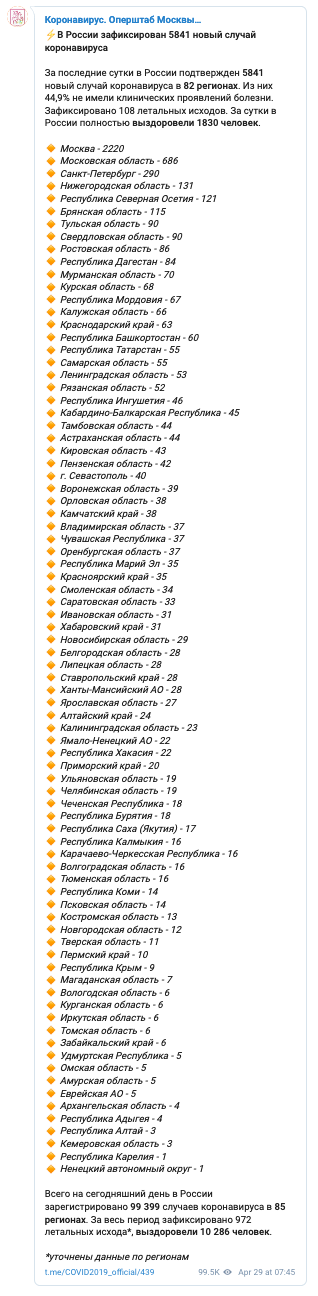 Коронавирус. Оперштаб Москвы…
⚡В России зафиксирован 5841 новый случай
коронавируса
За последние сутки в России подтвержден 5841
новый случай коронавируса в 82 регионах. Из них
44,9% не имели клинических проявлений болезни.
Зафиксировано 108 летальных исходов. За сутки в
России полностью выздоровели 1830 человек.
🔸 Москва - 2220
🔸 Московская область - 686
🔸 Санкт-Петербург - 290
🔸 Нижегородская область - 131
🔸 Республика Северная Осетия - 121
🔸 Брянская область - 115
🔸 Тульская область - 90
🔸 Свердловская область - 90
🔸 Ростовская область - 86
🔸 Республика Дагестан - 84
🔸 Мурманская область - 70
🔸 Курская область - 68
🔸 Республика Мордовия - 67
🔸 Калужская область - 66
🔸 Краснодарский край - 63
🔸 Республика Башкортостан - 60
🔸 Республика Татарстан - 55
🔸 Самарская область - 55
🔸 Ленинградская область - 53
🔸 Рязанская область - 52
🔸 Республика Ингушетия - 46
🔸 Кабардино-Балкарская Республика - 45
🔸 Тамбовская область - 44
🔸 Астраханская область - 44
🔸 Кировская область - 43
🔸 Пензенская область - 42
🔸 г. Севастополь - 40
🔸 Воронежская область - 39
🔸 Орловская область - 38
🔸 Камчатский край - 38
🔸 Владимирская область - 37
🔸 Чувашская Республика - 37
🔸 Оренбургская область - 37
🔸 Республика Марий Эл - 35
🔸 Красноярский край - 35
🔸 Смоленская область - 34
🔸 Саратовская область - 33
🔸 Ивановская область - 31
🔸 Хабаровский край - 31
🔸 Новосибирская область - 29
🔸 Белгородская область - 28
🔸 Липецкая область - 28
🔸 Ставропольский край - 28
🔸 Ханты-Мансийский АО - 28
🔸 Ярославская область - 27
🔸 Алтайский край - 24
🔸 Калининградская область - 23
🔸 Ямало-Ненецкий АО - 22
🔸 Республика Хакасия - 22
🔸 Приморский край - 20
🔸 Ульяновская область - 19
🔸 Челябинская область - 19
🔸 Чеченская Республика - 18
🔸 Республика Бурятия - 18
🔸 Республика Саха (Якутия) - 17
🔸 Республика Калмыкия - 16
🔸 Карачаево-Черкесская Республика - 16
🔸 Волгоградская область - 16
🔸 Тюменская область - 16
🔸 Республика Коми - 14
🔸 Псковская область - 14
🔸 Костромская область - 13
🔸 Новгородская область - 12
🔸 Тверская область - 11
🔸 Пермский край - 10
🔸 Республика Крым - 9
🔸 Магаданская область - 7
🔸 Вологодская область - 6
🔸 Курганская область - 6
🔸 Иркутская область - 6
🔸 Томская область - 6
🔸 Забайкальский край - 6
🔸 Удмуртская Республика - 5
🔸 Омская область - 5
🔸 Амурская область - 5
🔸 Еврейская АО - 5
🔸 Архангельская область - 4
🔸 Республика Адыгея - 4
🔸 Республика Алтай - 3
🔸 Кемеровская область - 3
🔸 Республика Карелия - 1
🔸 Ненецкий автономный округ - 1
Всего на сегодняшний день в России
зарегистрировано 99 399 случаев коронавируса в 85
регионах. За весь период зафиксировано 972
летальных исхода*, выздоровели 10 286 человек.
*уточнены данные по регионам
t.me/COVID2019_official/439 99.5K Apr 29 at 07:45